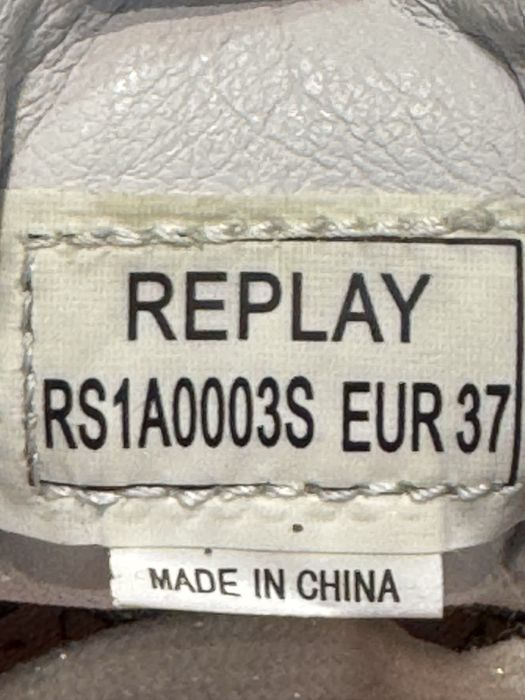 REPLAY
RS1A0003S EUR 37
MADE IN CHINA